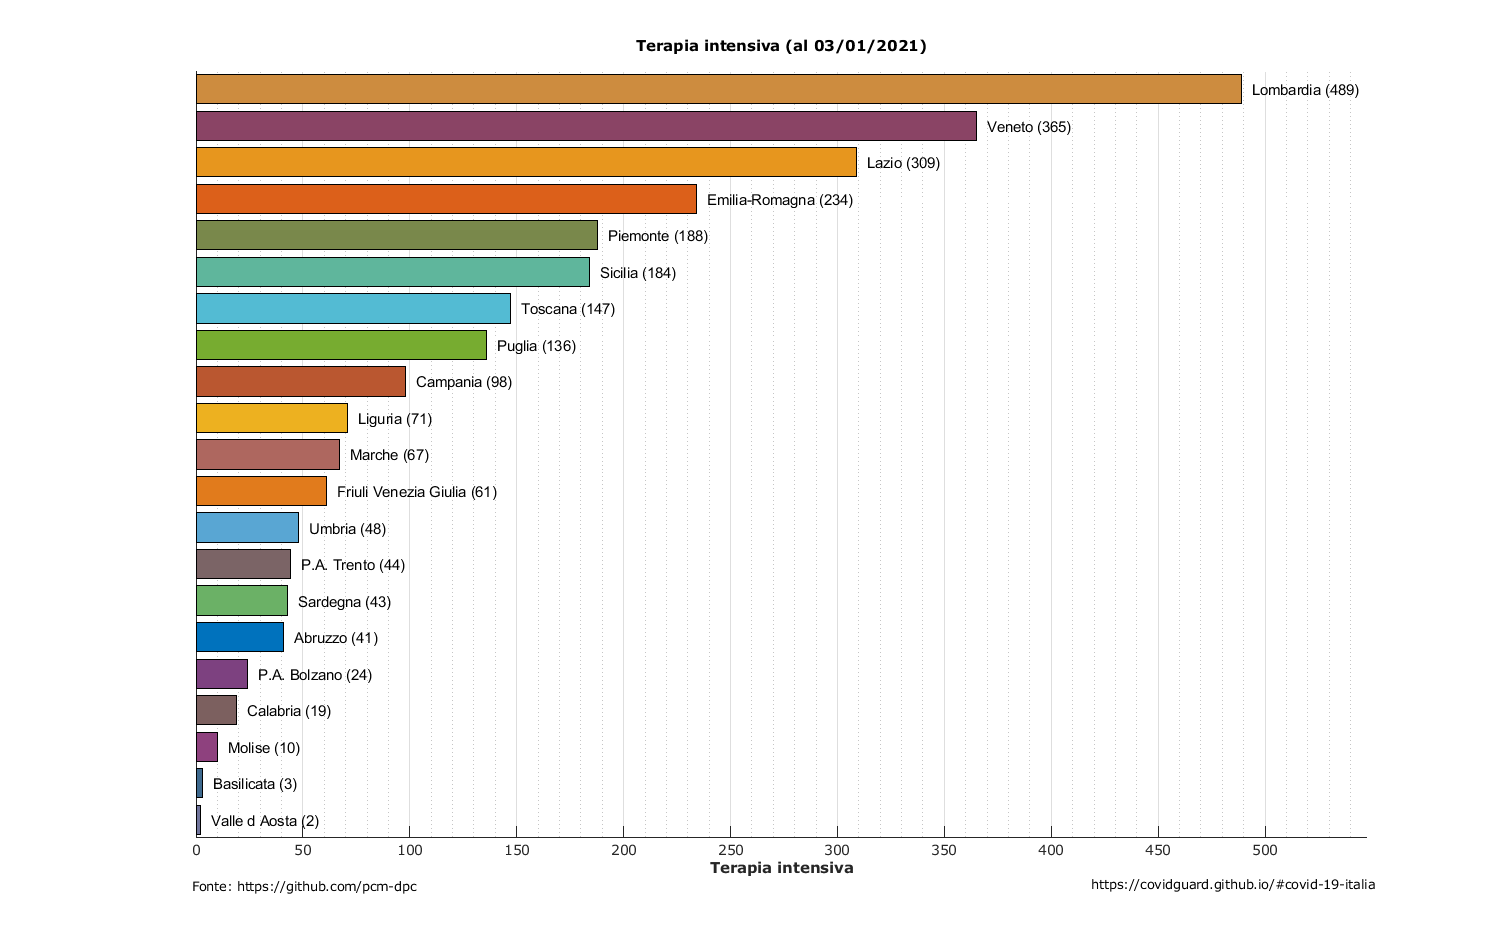 Terapia intensiva (al 03/01/2021)
Lombardia (489)
Veneto (365)
Lazio (309)
Emilia-Romagna (234)
Piemonte (188)
Sicilia (184)
Toscana (147)
Puglia (136)
Campania (98)
Liguria (71)
Marche (67)
Friuli Venezia Giulia (61)
Umbria (48)
P.A. Trento (44)
Sardegna (43)
Abruzzo (41)
P.A. Bolzano (24)
Calabria (19)
Molise (10)
Basilicata (3)
Valle d Aosta (2)
0 50 100 150 200 250 300 350 400 450 500
Terapia intensiva
Fonte: https://github.com/pcm-dpc
https://covidguard.github.io/#covid-19-italia